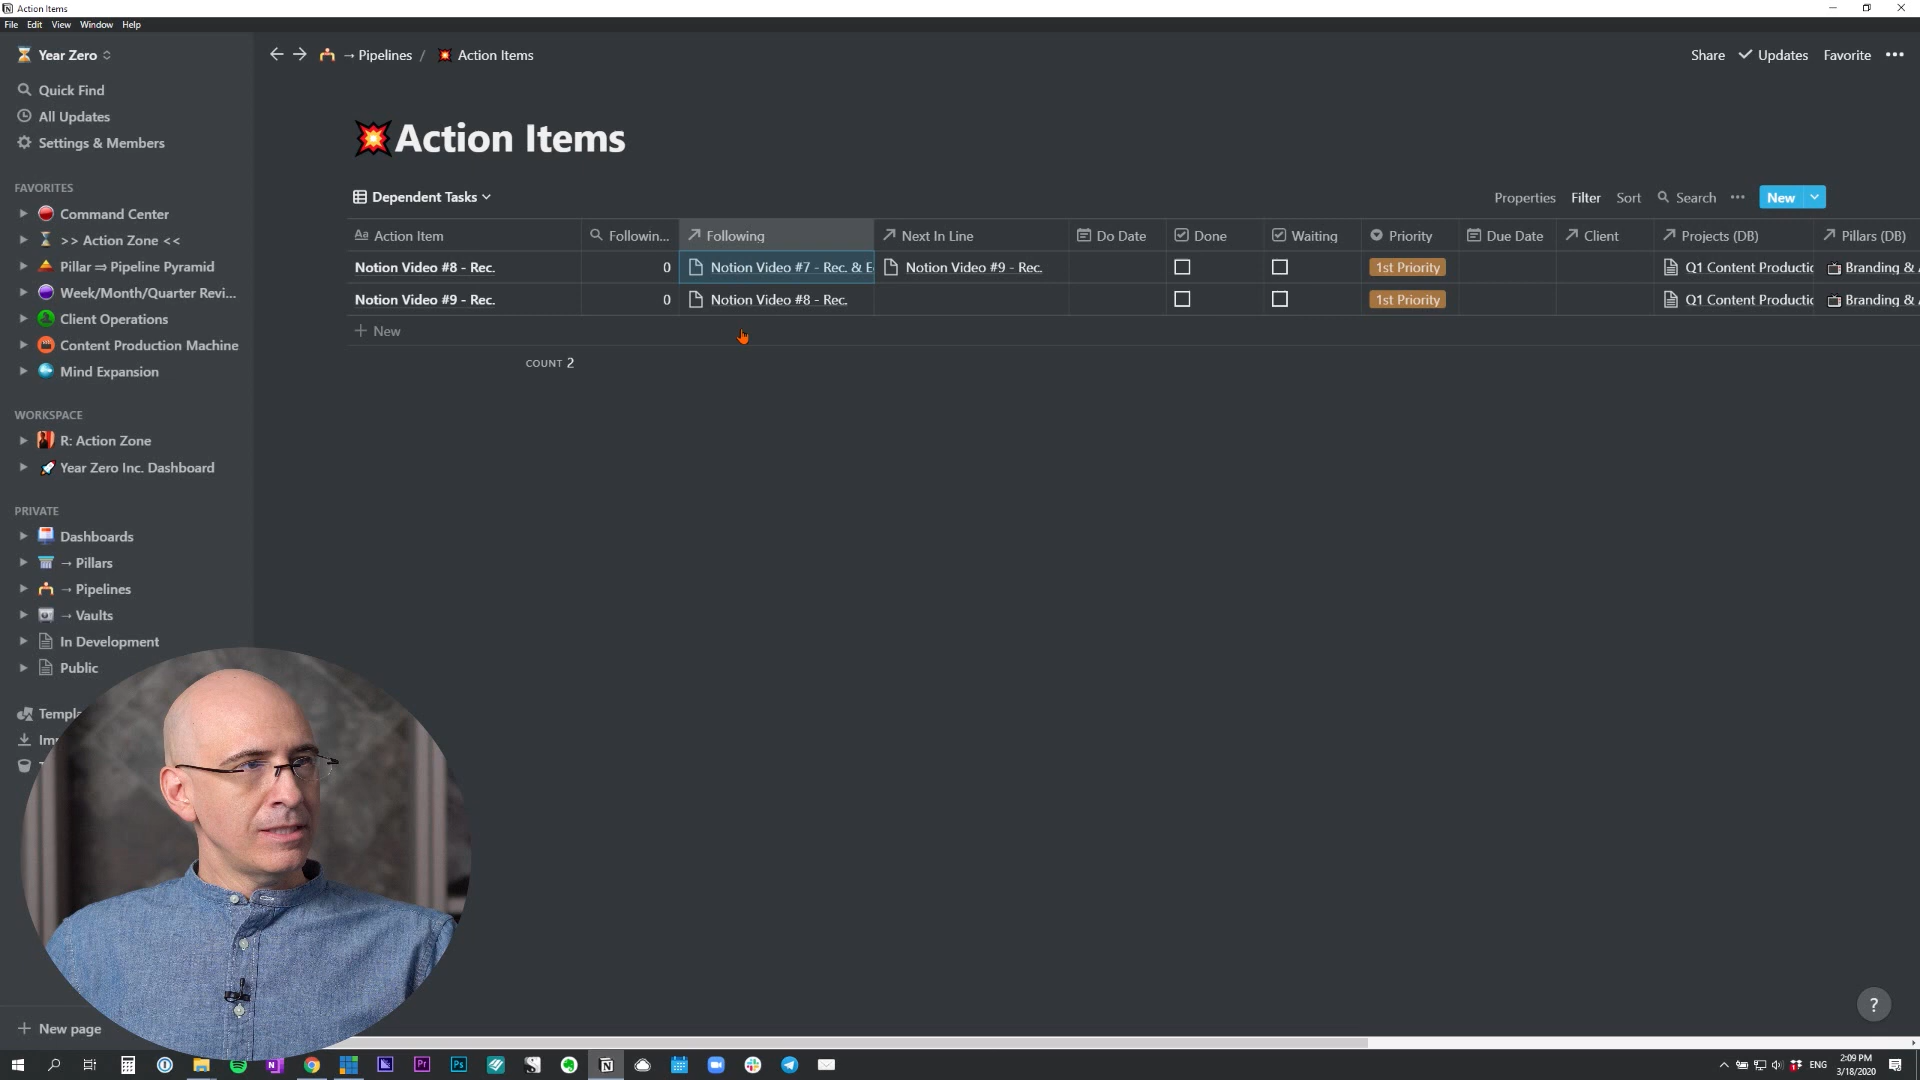 Action Items
File Edit View Window Help
Year Zero
→ Pipelines / Action Items
Share Updates Favorite •••
Quick Find
All Updates
Settings & Members
Action Items
FAVORITES
Command Center
>> Action Zone <<
Pillar ⇒ Pipeline Pyramid
Week/Month/Quarter Revi...
Client Operations
Content Production Machine
Mind Expansion
WORKSPACE
R: Action Zone
Year Zero Inc. Dashboard
PRIVATE
Dashboards
→ Pillars
→ Pipelines
→ Vaults
In Development
Public
Templa
New page
Dependent Tasks
Properties Filter Sort Search ••• New
Aa Action Item Followin... Following Next In Line Do Date Done Waiting Priority Due Date Client Projects (DB) Pillars (DB)
Notion Video #8 - Rec. 0 Notion Video #7 - Rec. & E Notion Video #9 - Rec. 1st Priority Q1 Content Productic Branding &
Notion Video #9 - Rec. 0 Notion Video #8 - Rec. 1st Priority Q1 Content Productic Branding &
+ New
COUNT 2
?
ENG
2:09 PM
3/18/2020